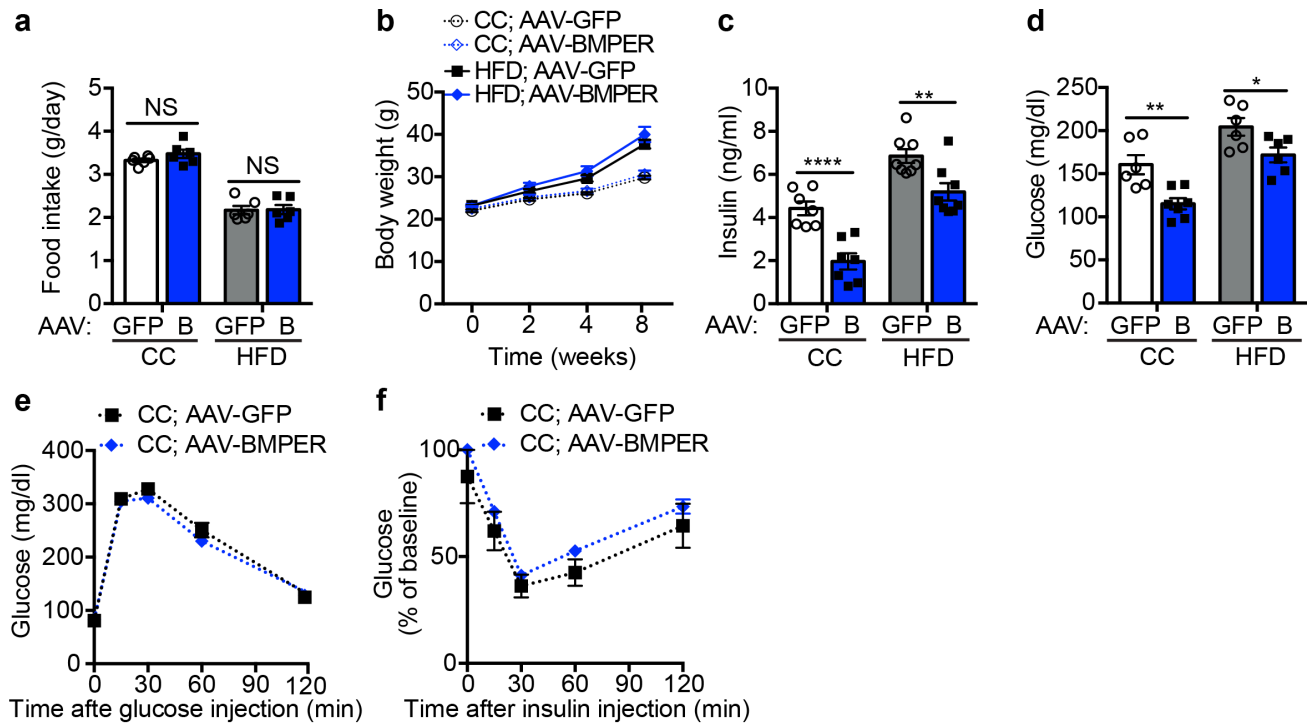 a
Food intake (g/day)
5
4
3
2
1
0
NS
NS
AAV: GFP B GFP B
CC HFD
b
CC; AAV-GFP
CC; AAV-BMPER
HFD; AAV-GFP
HFD; AAV-BMPER
Body weight (g)
50
40
30
20
10
0
0 2 4 8
Time (weeks)
c
Insulin (ng/ml)
10
8
6
4
2
0
****
**
AAV: GFP B GFP B
CC HFD
d
Glucose (mg/dl)
250
200
150
100
50
0
**
*
AAV: GFP B GFP B
CC HFD
e
CC; AAV-GFP
CC; AAV-BMPER
Glucose (mg/dl)
400
300
200
100
0
0 30 60 90 120
Time afte glucose injection (min)
f
CC; AAV-GFP
CC; AAV-BMPER
Glucose
(% of baseline)
100
50
0
0 30 60 90 120
Time after insulin injection (min)